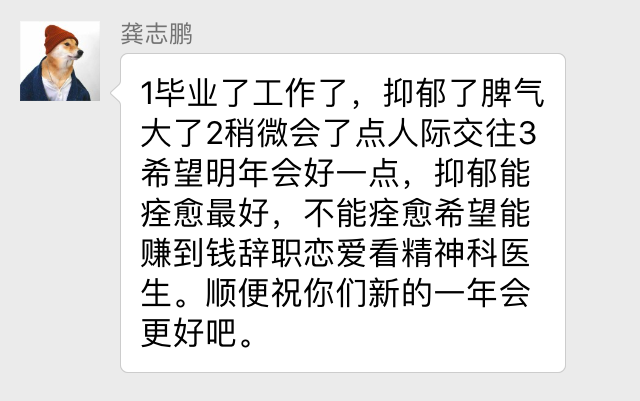 龚志鹏
1毕业了工作了，抑郁了脾气
大了2稍微会了点人际交往3
希望明年会好一点，抑郁能
痊愈最好，不能痊愈希望能
赚到钱辞职恋爱看精神科医
生。顺便祝你们新的一年会
更好吧。